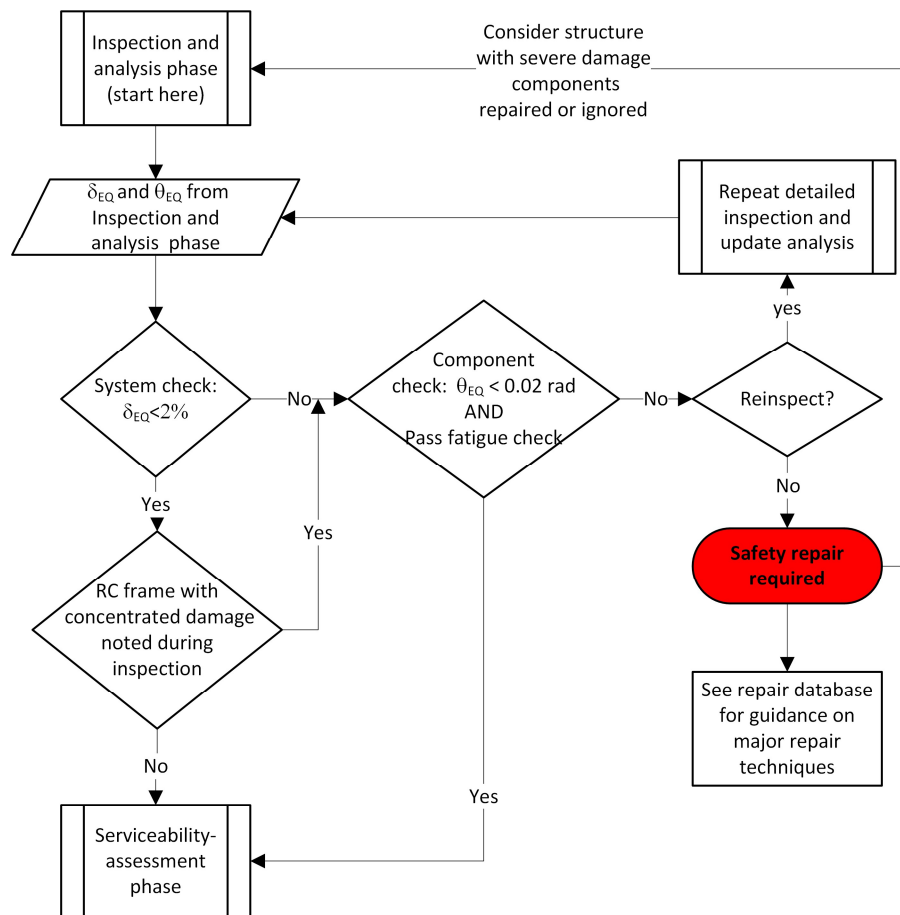 Inspection and
analysis phase
(start here)
Consider structure
with severe damage
components
repaired or ignored
δEQ and θEQ from
Inspection and
analysis phase
Repeat detailed
inspection and
update analysis
yes
System check:
δEQ<2%
No
Component
check: θEQ < 0.02 rad
AND
Pass fatigue check
No
Reinspect?
Yes
No
RC frame with
concentrated damage
noted during
inspection
Yes
Safety repair
required
See repair database
for guidance on
major repair
techniques
No
Yes
Serviceability-
assessment
phase